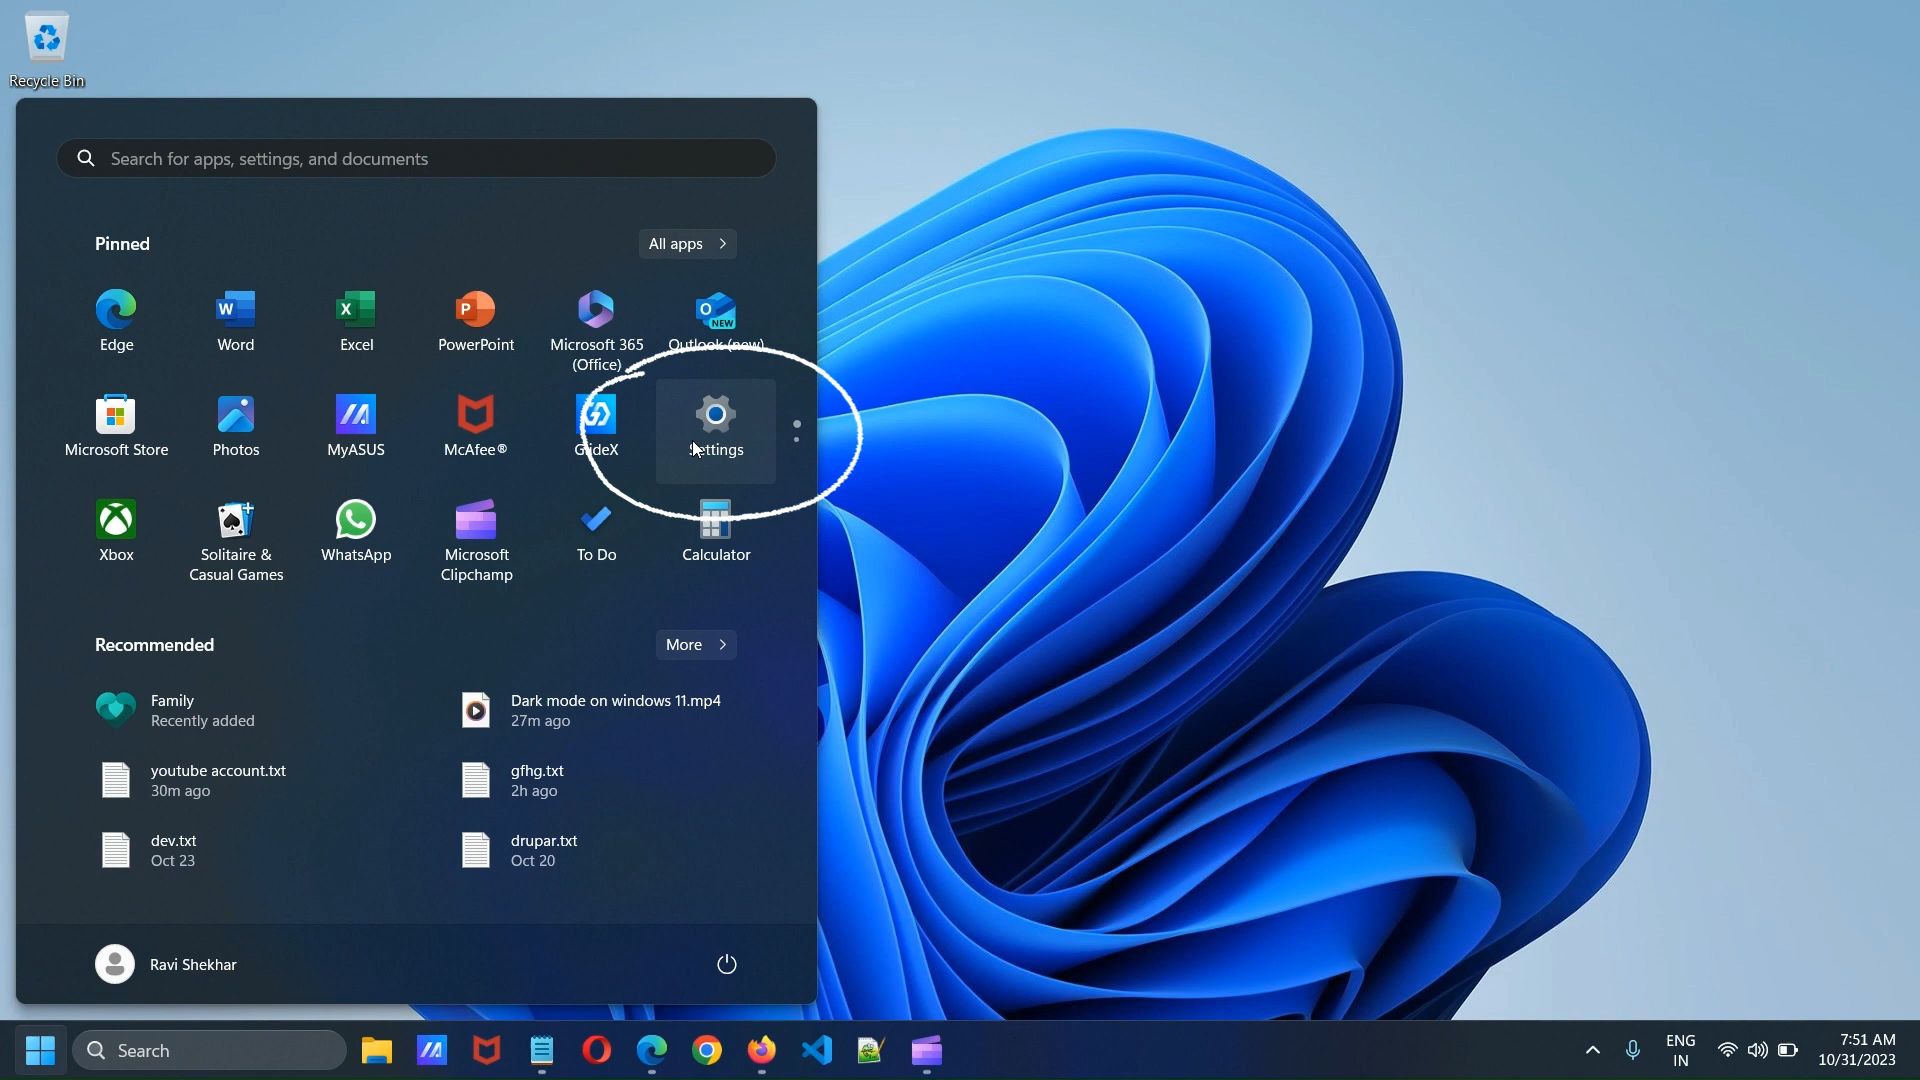 Recycle Bin
Search for apps, settings, and documents
Pinned
All apps
Edge
Word
Excel
PowerPoint
Microsoft 365
(Office)
Outlook (new)
Microsoft Store
Photos
MyASUS
McAfee®
GlideX
Settings
Xbox
Solitaire &
Casual Games
WhatsApp
Microsoft
Clipchamp
To Do
Calculator
Recommended
More
Family
Recently added
Dark mode on windows 11.mp4
27m ago
youtube account.txt
30m ago
gfhg.txt
2h ago
dev.txt
Oct 23
drupar.txt
Oct 20
Ravi Shekhar
Search
ENG
IN
7:51 AM
10/31/2023